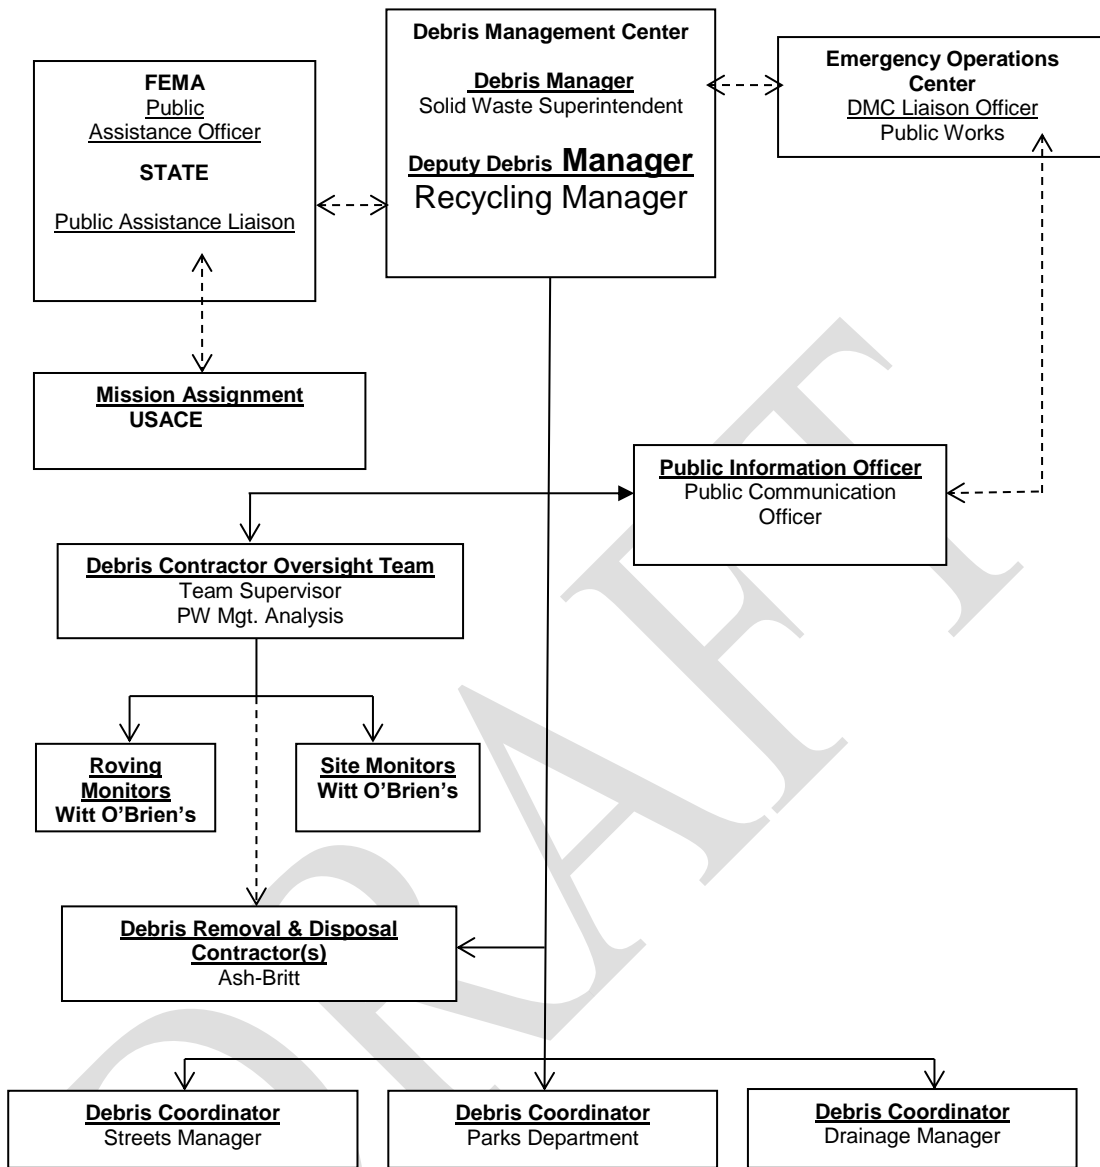 Debris Management Center
Debris Manager
Solid Waste Superintendent
Deputy Debris Manager
Recycling Manager
FEMA
Public
Assistance Officer
STATE
Public Assistance Liaison
Emergency Operations
Center
DMC Liaison Officer
Public Works
Mission Assignment
USACE
Public Information Officer
Public Communication
Officer
Debris Contractor Oversight Team
Team Supervisor
PW Mgt. Analysis
Roving
Monitors
Witt O’Brien’s
Site Monitors
Witt O’Brien’s
Debris Removal & Disposal
Contractor(s)
Ash-Britt
Debris Coordinator
Streets Manager
Debris Coordinator
Parks Department
Debris Coordinator
Drainage Manager
DRAFT